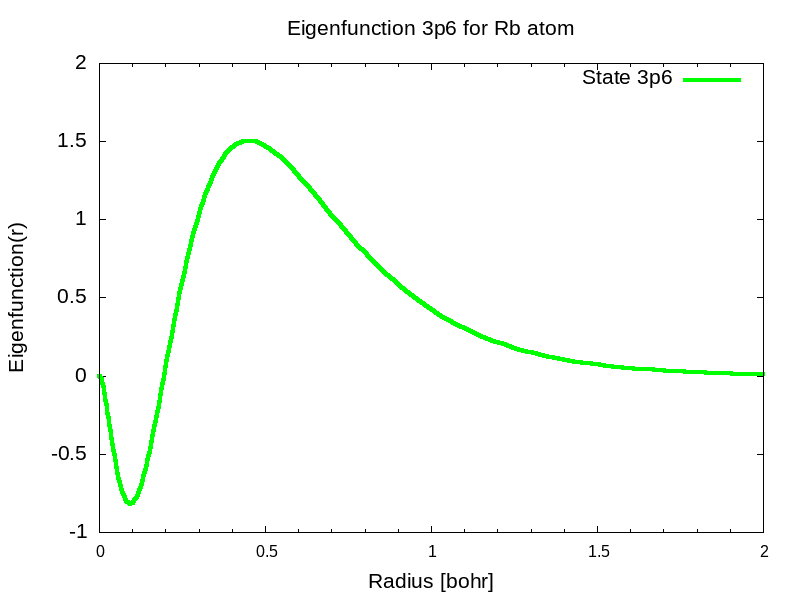 Eigenfunction 3p6 for Rb atom
State 3p6
2
1.5
1
0.5
0
-0.5
-1
Eigenfunction(r)
0 0.5 1 1.5 2
Radius [bohr]